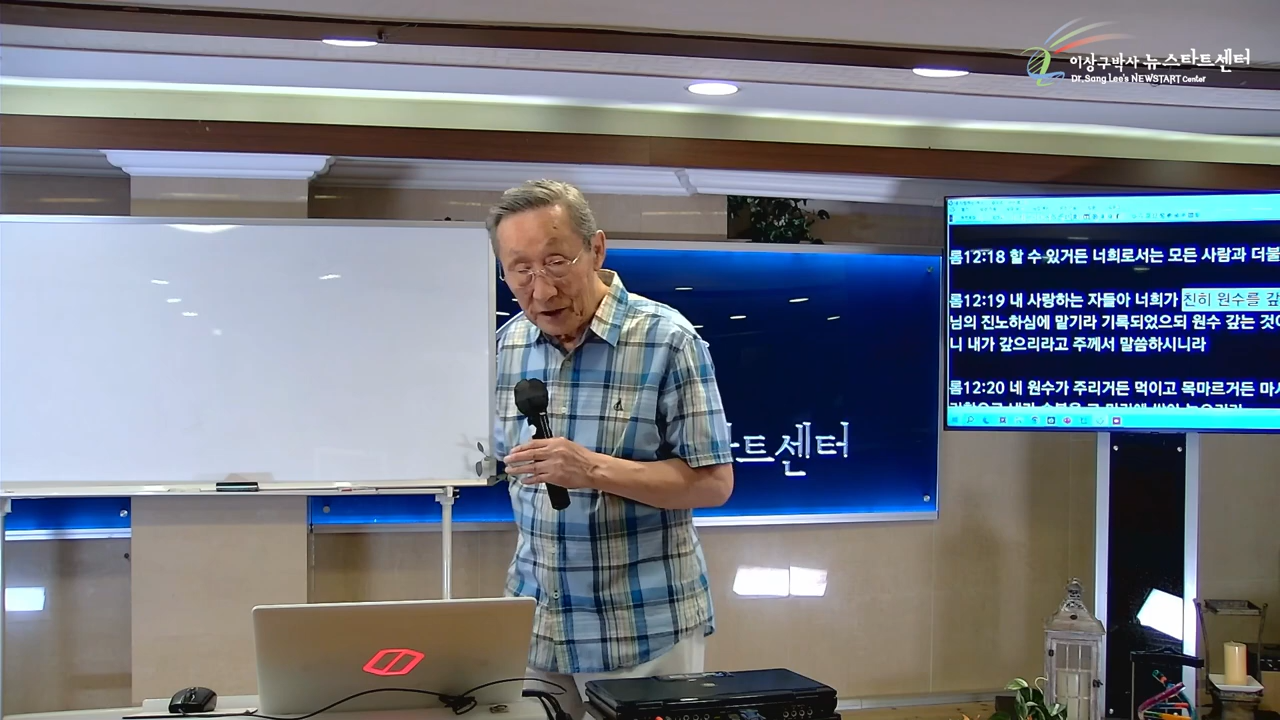 이상구박사 뉴스타트센터
Dr. Sang Lee's NEWSTART Center
롬12:18 할 수 있거든 너희로서는 모든 사람과 더불
롬12:19 내 사랑하는 자들아 너희가 친히 원수를 갚
님의 진노하심에 맡기라 기록되었으되 원수 갚는 것이
니 내가 갚으리라고 주께서 말씀하시니라
롬12:20 네 원수가 주리거든 먹이고 목마르거든 마시
타트센터